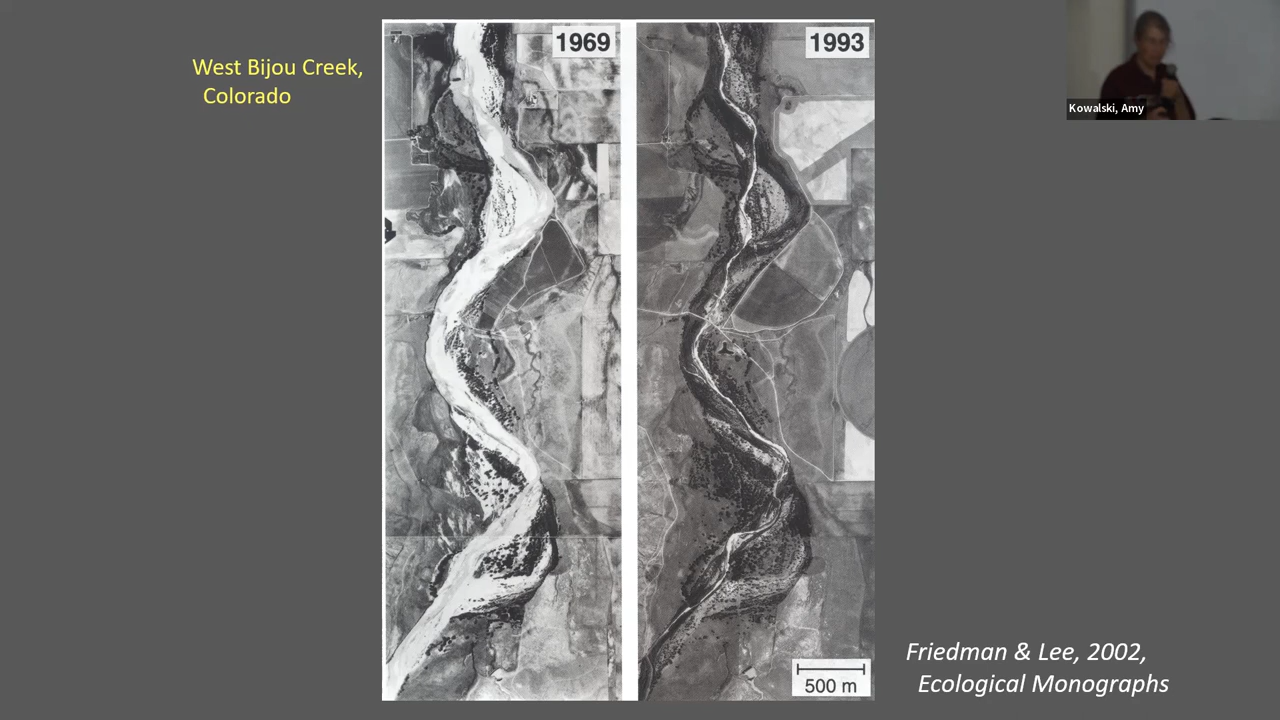 West Bijou Creek,
Colorado
1969
1993
Kowalski, Amy
500 m
Friedman & Lee, 2002,
Ecological Monographs